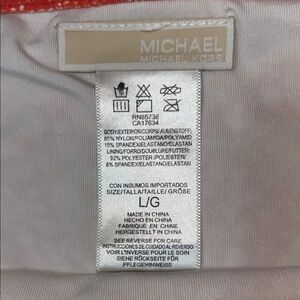 MICHAEL
MICHAEL KORS
RN85736
CA17634
BODY/EXTERIOR/CORPS/AUßENSTOFF:
85% NYLON/POLIAMIDA/POLYAMID
15% SPANDEX/ELASTANO/ELASTAN
LINING/FORRO/DOUBLURE/FUTTER:
92% POLYESTER/POLIESTER/
8% SPANDEX/ELASTANO/ELASTAN
CON INSUMOS IMPORTADOS
SIZE/TALLA/TAILLE/ GRÖßE
L/G
MADE IN CHINA
HECHO EN CHINA
FABRIQUE EN CHINE
HERGESTELLT IN CHINA
SEE REVERSE FOR CARE
INSTRUCCIONES DE CUIDADO AL REVERSO
VOIR L'INVERSE POUR LE SOIN
SIEHE RÜCKSEITE FÜR
PFLEGEHINWEISE